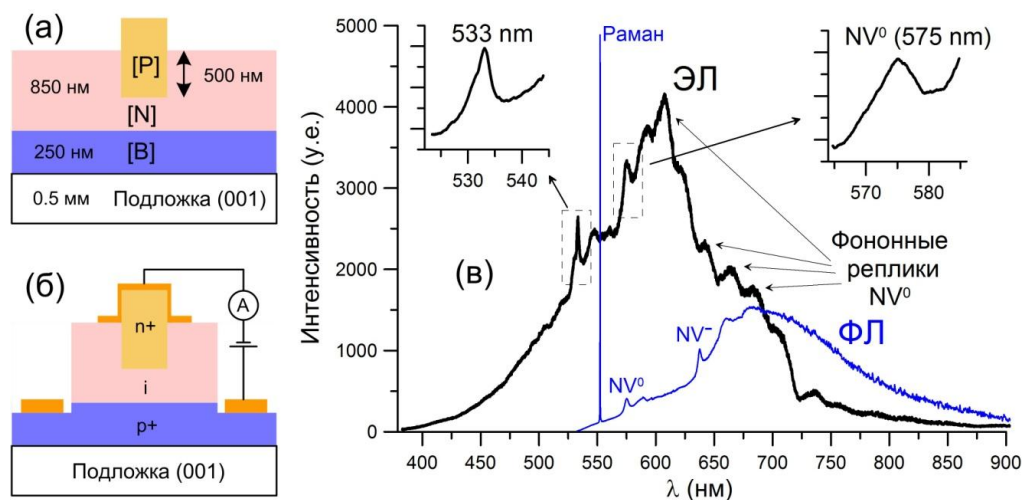 (а)
[P]
850 нм
500 нм
[N]
250 нм
[B]
0.5 мм Подложка (001)
(б)
n+
A
i
p+
Подложка (001)
Интенсивность (у.е.)
5000
4000
3000
2000
1000
0
533 nm
530 540
Раман
ЭЛ
NV⁰ (575 nm)
570 580
(в)
Фононные
реплики
NV⁰
ФЛ
NV⁻
NV⁰
400 450 500 550 600 650 700 750 800 850 900
λ (нм)